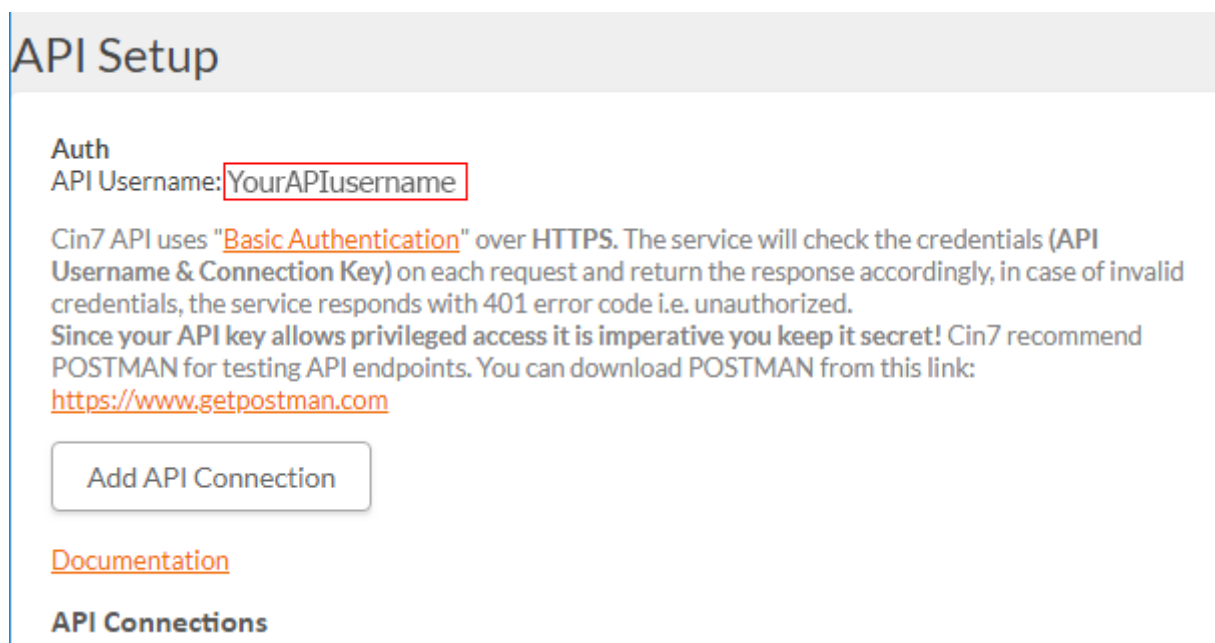 API Setup
Auth
API Username: YourAPIusername
Cin7 API uses "Basic Authentication" over HTTPS. The service will check the credentials (API
Username & Connection Key) on each request and return the response accordingly, in case of invalid
credentials, the service responds with 401 error code i.e. unauthorized.
Since your API key allows privileged access it is imperative you keep it secret! Cin7 recommend
POSTMAN for testing API endpoints. You can download POSTMAN from this link:
https://www.getpostman.com
Add API Connection
Documentation
API Connections